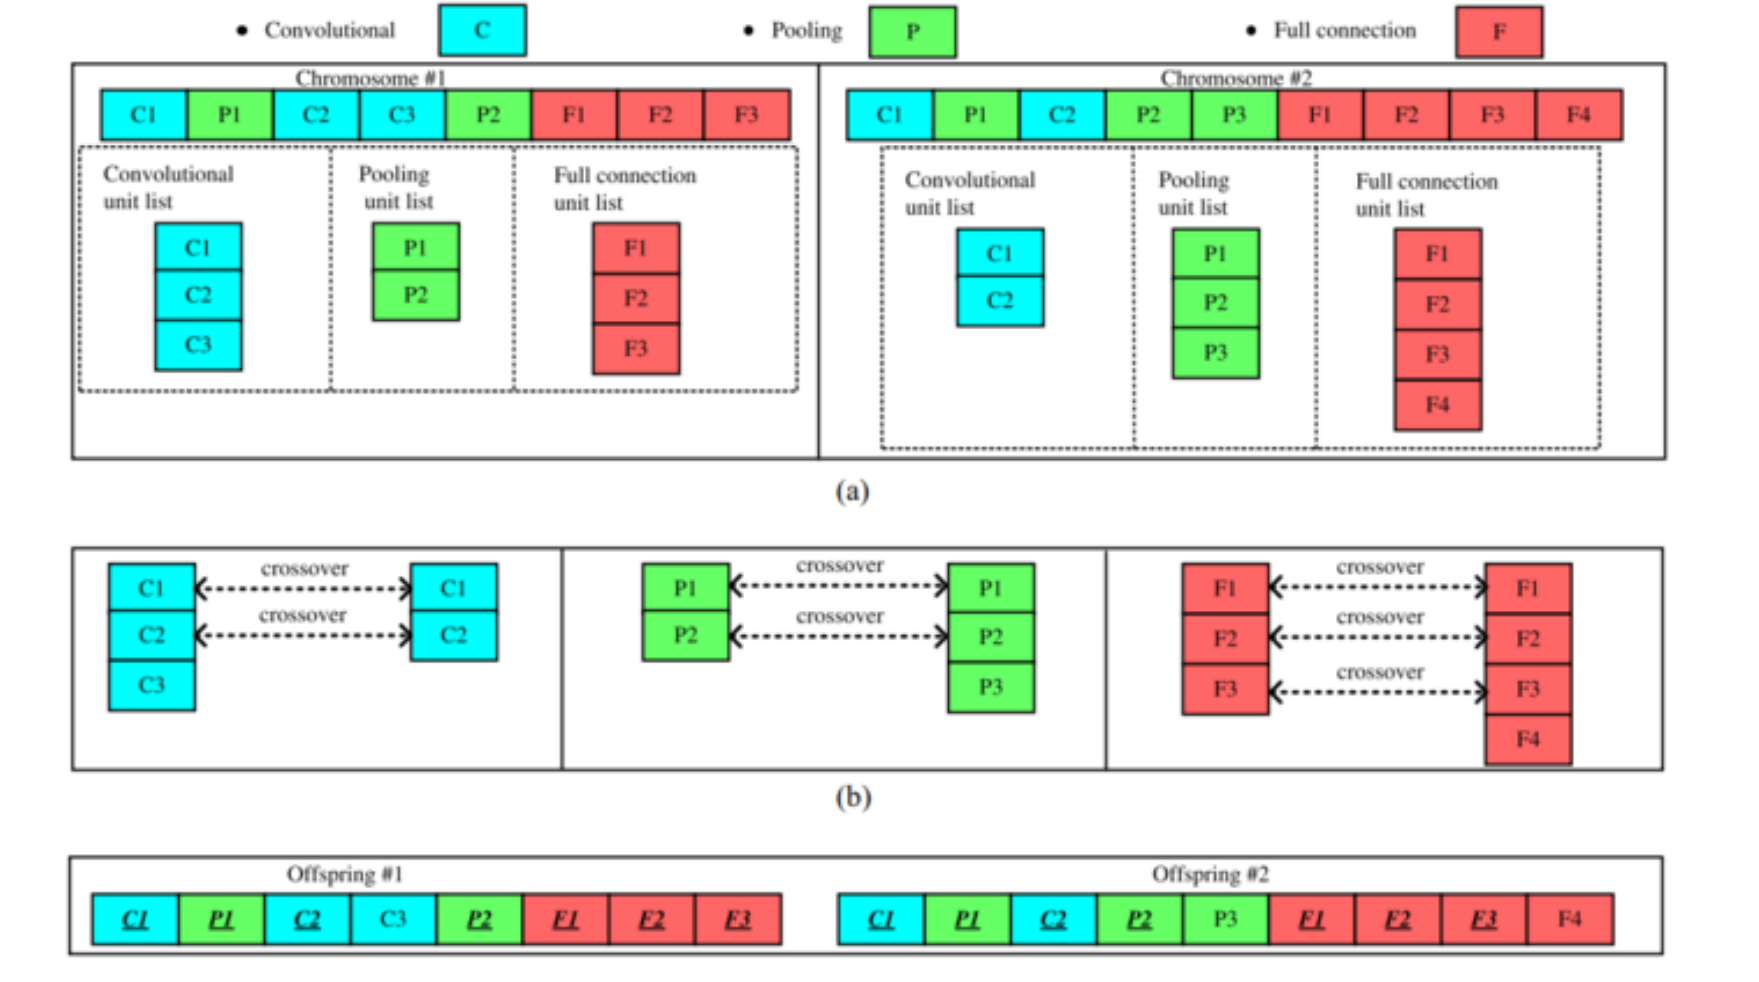 • Convolutional C • Pooling P • Full connection F
Chromosome #1
C1 P1 C2 C3 P2 F1 F2 F3
Convolutional
unit list
C1
C2
C3
Pooling
unit list
P1
P2
Full connection
unit list
F1
F2
F3
Chromosome #2
C1 P1 C2 P2 P3 F1 F2 F3 F4
Convolutional
unit list
C1
C2
Pooling
unit list
P1
P2
P3
Full connection
unit list
F1
F2
F3
F4
(a)
C1 crossover C1
C2 crossover C2
C3
P1 crossover P1
P2 crossover P2
P3
F1 crossover F1
F2 crossover F2
F3 crossover F3
F4
(b)
Offspring #1
C1 P1 C2 C3 P2 F1 F2 F3
Offspring #2
C1 P1 C2 P2 P3 F1 F2 F3 F4